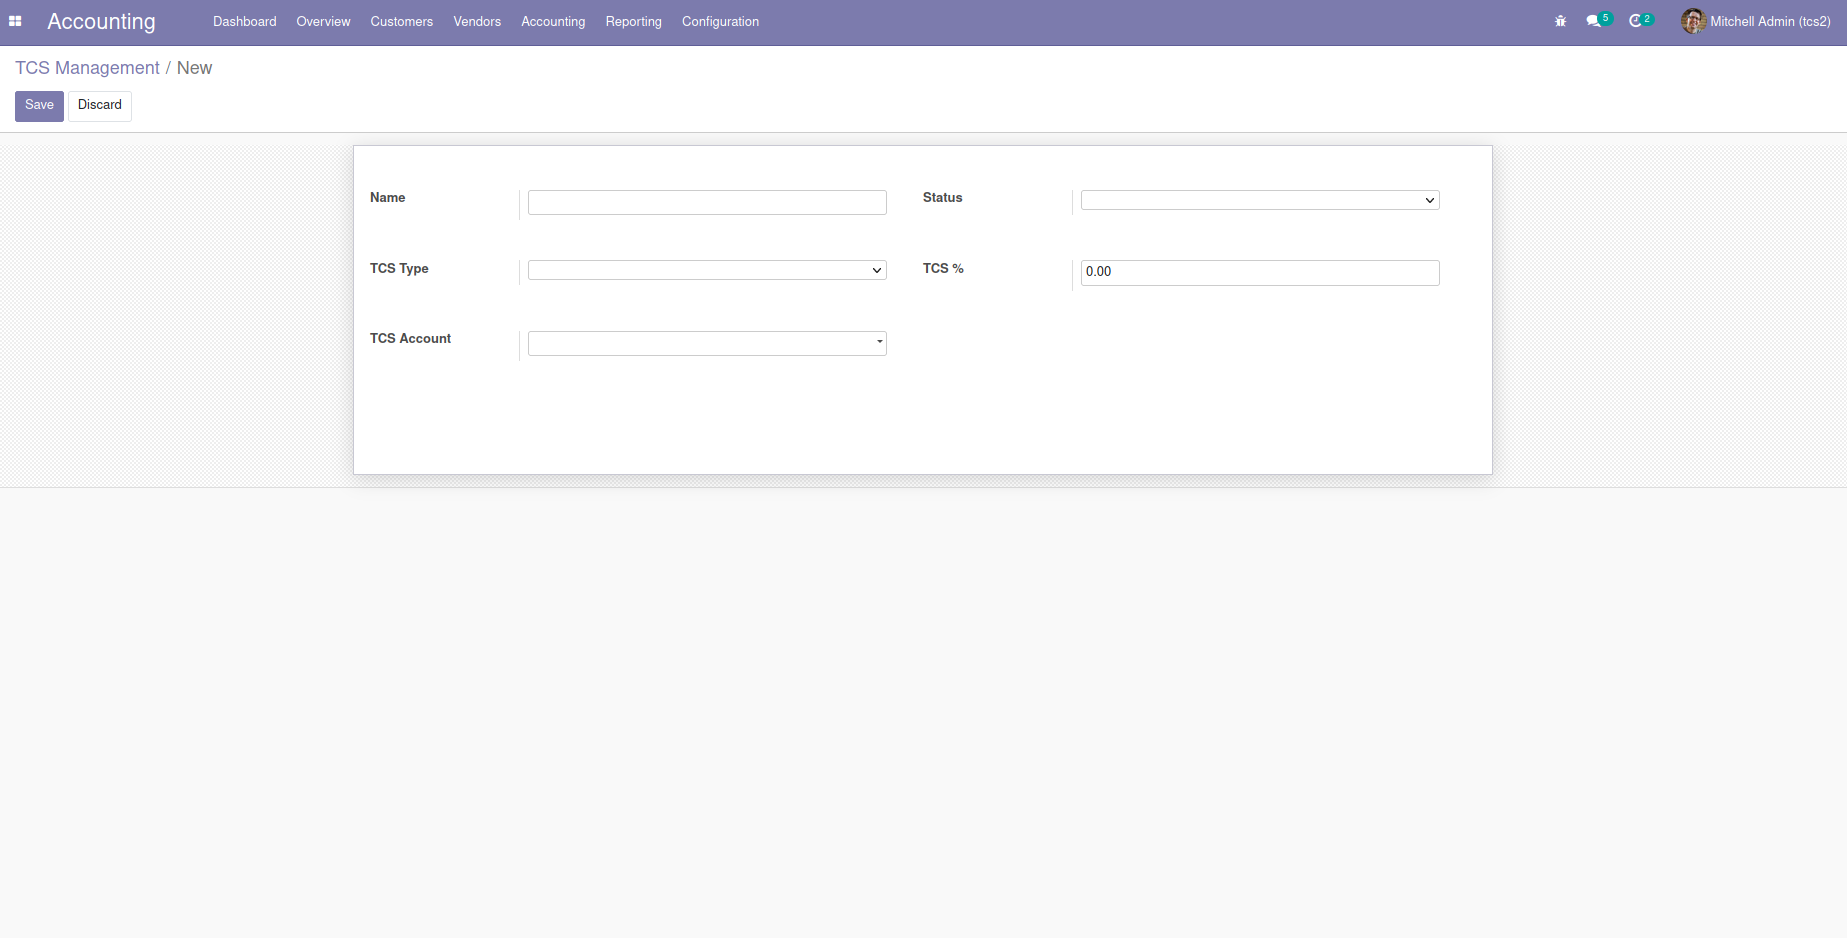 Accounting Dashboard Overview Customers Vendors Accounting Reporting Configuration 5 2 Mitchell Admin (tcs2)
TCS Management / New
Save Discard
Name Status
TCS Type TCS % 0.00
TCS Account